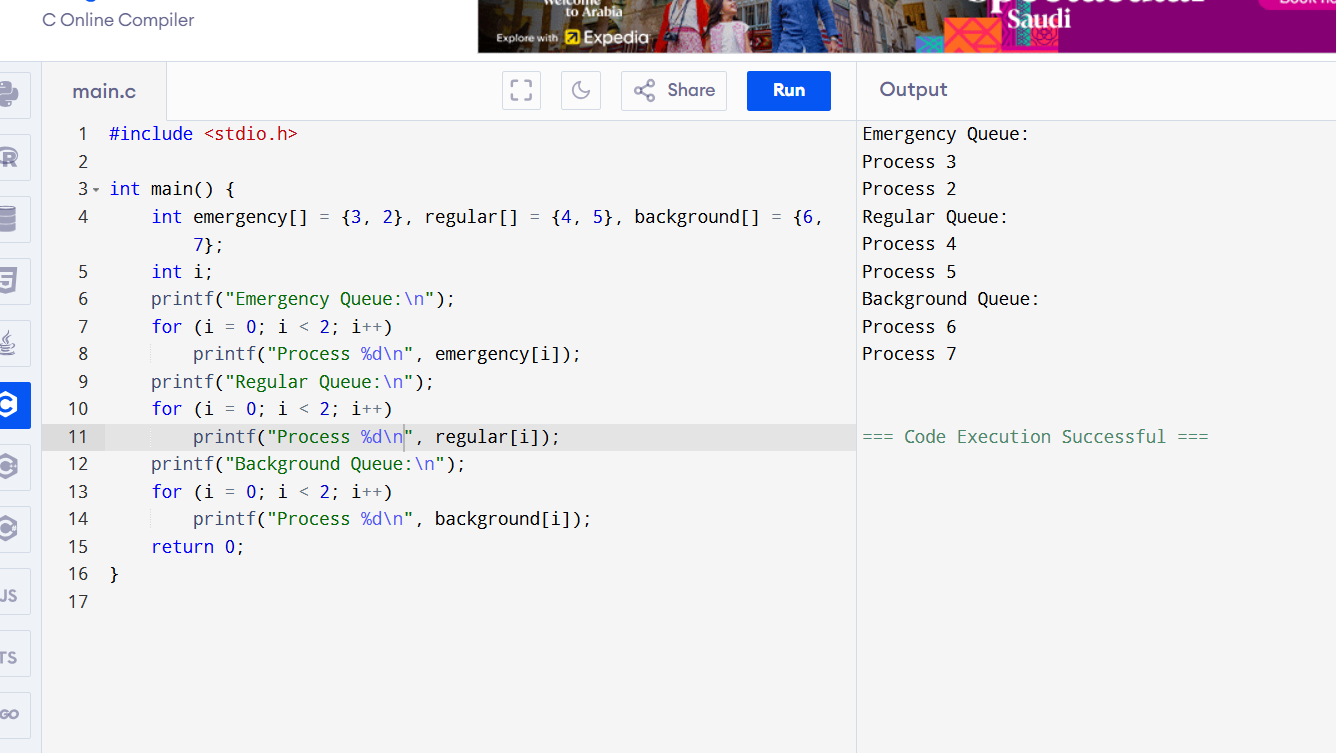 C Online Compiler
Welcome
to Arabia
Explore with Expedia
Saudi
main.c
Share
Run
Output
1 #include <stdio.h>
2
3 int main() {
4 int emergency[] = {3, 2}, regular[] = {4, 5}, background[] = {6,
7};
5 int i;
6 printf("Emergency Queue:\n");
7 for (i = 0; i < 2; i++)
8 printf("Process %d\n", emergency[i]);
9 printf("Regular Queue:\n");
10 for (i = 0; i < 2; i++)
11 printf("Process %d\n", regular[i]);
12 printf("Background Queue:\n");
13 for (i = 0; i < 2; i++)
14 printf("Process %d\n", background[i]);
15 return 0;
16 }
17
Emergency Queue:
Process 3
Process 2
Regular Queue:
Process 4
Process 5
Background Queue:
Process 6
Process 7
=== Code Execution Successful ===
R
JS
TS
GO